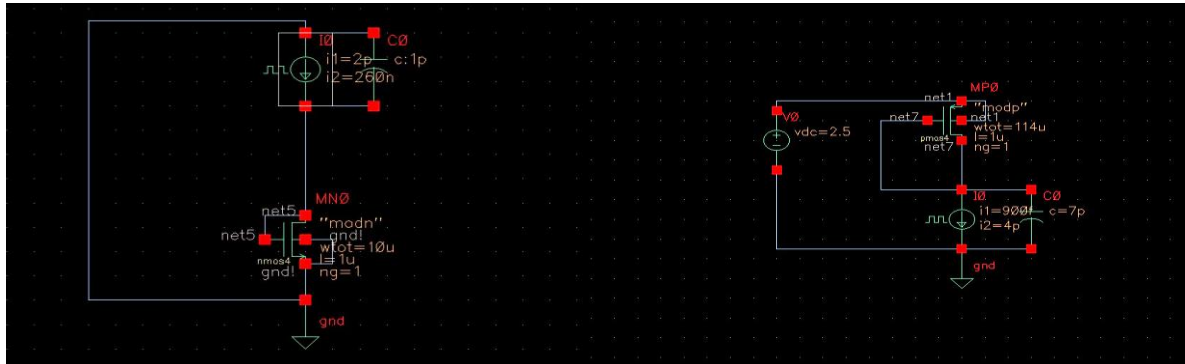 I0
C0
i1=2p
c:1p
i2=260n
MN0
net5
"modn"
net5
gnd!
wtot=10u
l=1u
nmos4
gnd!
ng=1
gnd
MP0
net1
"modp"
V0
net7
net1
vdc=2.5
wtot=114u
l=1u
pmos4
net7
ng=1
I0
C0
i1=900f
c=7p
i2=4p
gnd